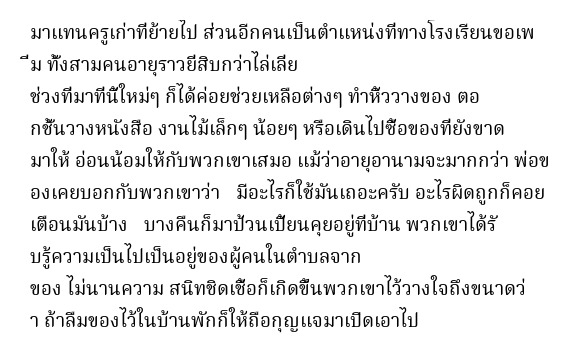 มาแทนครูเก่าที่ย้ายไป ส่วนอีกคนเป็นตำแหน่งที่ทางโรงเรียนขอเพ
ิ่ม ทั้งสามคนอายุราวยี่สิบกว่าไล่เลี่ย
ช่วงที่มาที่นี่ใหม่ๆ ก็ได้ค่อยช่วยเหลือต่างๆ ทำหิ้ววางของ ตอ
กชั้นวางหนังสือ งานไม้เล็กๆ น้อยๆ หรือเดินไปซื้อของที่ยังขาด
มาให้ อ่อนน้อมให้กับพวกเขาเสมอ แม้ว่าอายุอานามจะมากกว่า พ่อข
องเคยบอกกับพวกเขาว่า   มีอะไรก็ใช้มันเถอะครับ อะไรผิดถูกก็คอย
เตือนมันบ้าง   บางคืนก็มาป้วนเปี้ยนคุยอยู่ที่บ้าน พวกเขาได้รั
บรู้ความเป็นไปเป็นอยู่ของผู้คนในตำบลจาก
ของ ไม่นานความ สนิทชิดเชื้อก็เกิดขึ้นพวกเขาไว้วางใจถึงขนาดว่
า ถ้าลืมของไว้ในบ้านพักก็ให้ถือกุญแจมาเปิดเอาไป